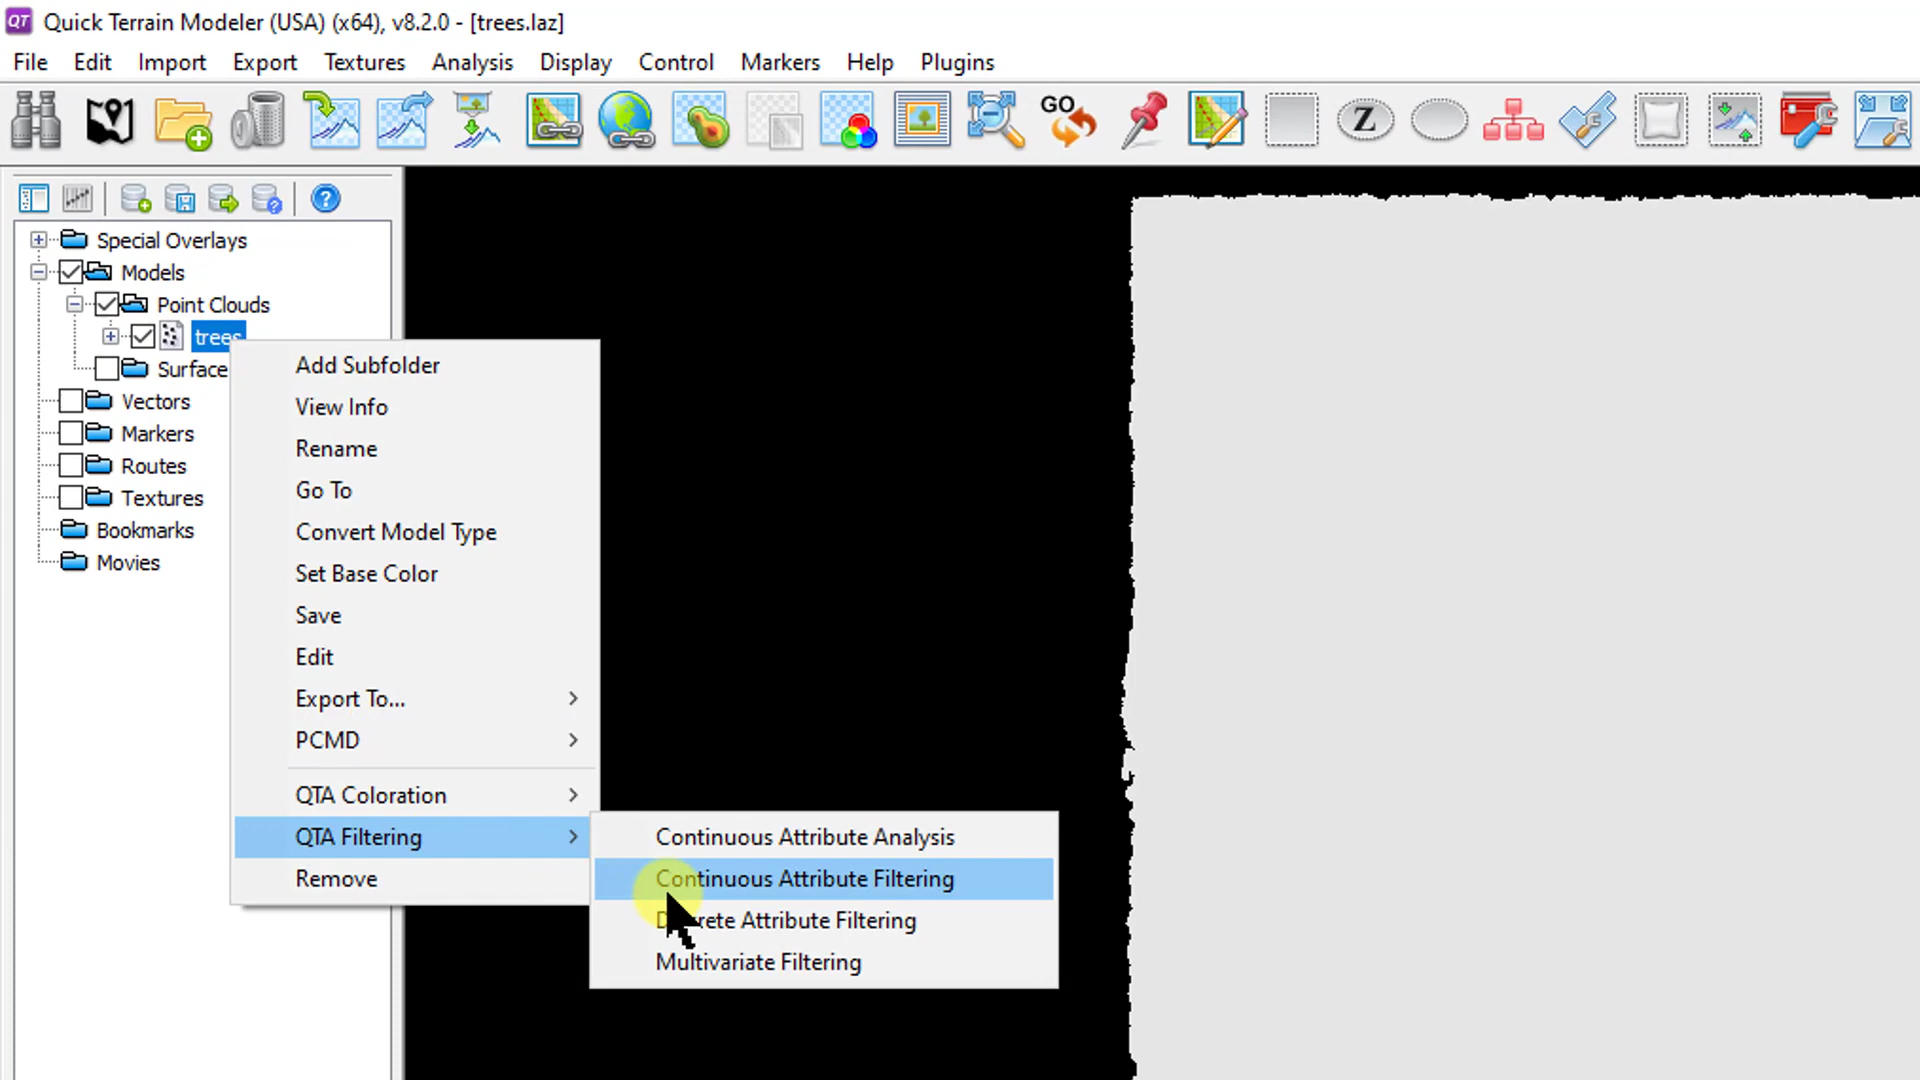 QT Quick Terrain Modeler (USA) (x64), v8.2.0 - [trees.laz]
File Edit Import Export Textures Analysis Display Control Markers Help Plugins
GO
Z
?
Special Overlays
Models
Point Clouds
trees
Surface
Vectors
Markers
Routes
Textures
Bookmarks
Movies
Add Subfolder
View Info
Rename
Go To
Convert Model Type
Set Base Color
Save
Edit
Export To...
PCMD
QTA Coloration
QTA Filtering
Remove
Continuous Attribute Analysis
Continuous Attribute Filtering
Attribute Filtering
Multivariate Filtering